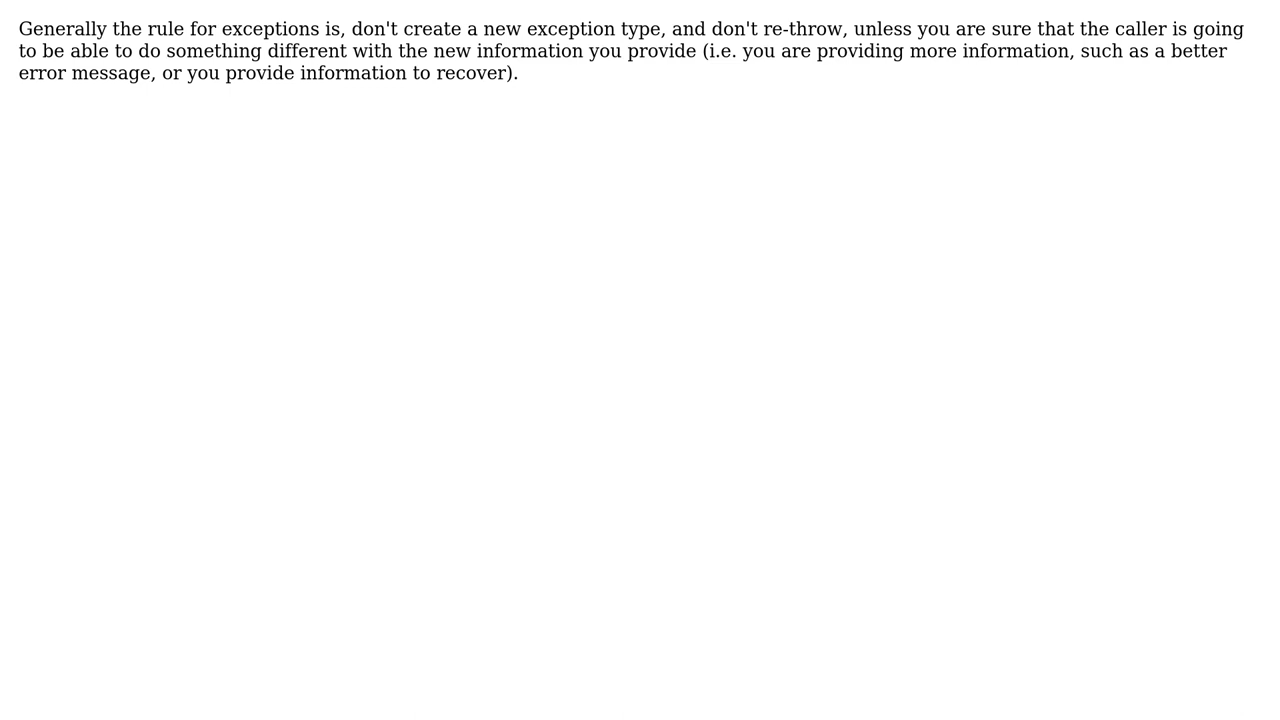 Generally the rule for exceptions is, don't create a new exception type, and don't re-throw, unless you are sure that the caller is going
to be able to do something different with the new information you provide (i.e. you are providing more information, such as a better
error message, or you provide information to recover).